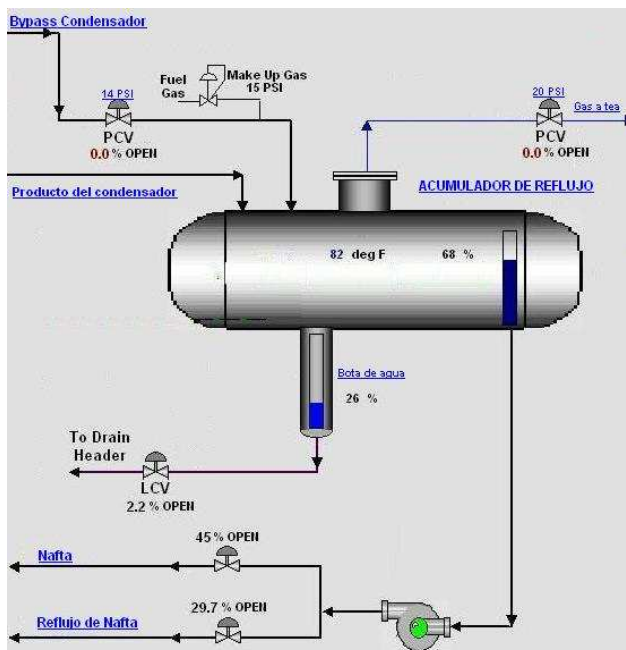 Bypass Condensador
Fuel
Gas
Make Up Gas
15 PSI
14 PSI
PCV
0.0 % OPEN
20 PSI
Gas a tea
PCV
0.0 % OPEN
Producto del condensador
ACUMULADOR DE REFLUJO
82 deg F
68 %
Bota de agua
26 %
To Drain
Header
LCV
2.2 % OPEN
45 % OPEN
Nafta
29.7 % OPEN
Reflujo de Nafta